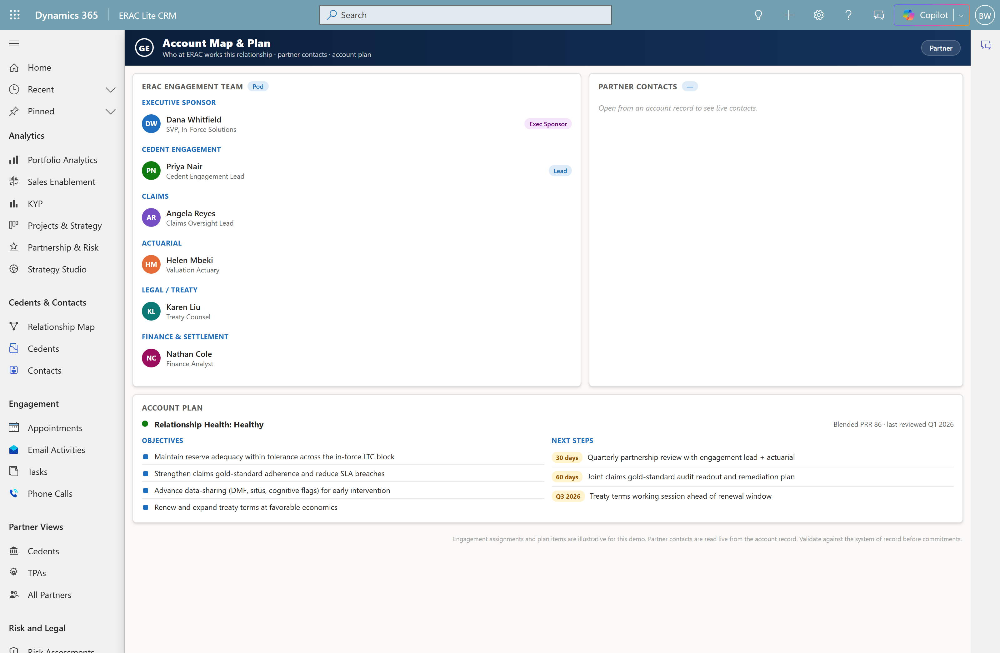 Dynamics 365
ERAC Lite CRM
Search
Copilot
BW
Home
Recent
Pinned
Analytics
Portfolio Analytics
Sales Enablement
KYP
Projects & Strategy
Partnership & Risk
Strategy Studio
Cedents & Contacts
Relationship Map
Cedents
Contacts
Engagement
Appointments
Email Activities
Tasks
Phone Calls
Partner Views
Cedents
TPAs
All Partners
Risk and Legal
Risk Assessments
GE
Account Map & Plan
Who at ERAC works this relationship · partner contacts · account plan
Partner
ERAC ENGAGEMENT TEAM
Pod
EXECUTIVE SPONSOR
DW
Dana Whitfield
SVP, In-Force Solutions
Exec Sponsor
CEDENT ENGAGEMENT
PN
Priya Nair
Cedent Engagement Lead
Lead
CLAIMS
AR
Angela Reyes
Claims Oversight Lead
ACTUARIAL
HM
Helen Mbeki
Valuation Actuary
LEGAL / TREATY
KL
Karen Liu
Treaty Counsel
FINANCE & SETTLEMENT
NC
Nathan Cole
Finance Analyst
PARTNER CONTACTS
—
Open from an account record to see live contacts.
ACCOUNT PLAN
Relationship Health: Healthy
Blended PRR 86 · last reviewed Q1 2026
OBJECTIVES
Maintain reserve adequacy within tolerance across the in-force LTC block
Strengthen claims gold-standard adherence and reduce SLA breaches
Advance data-sharing (DMF, situs, cognitive flags) for early intervention
Renew and expand treaty terms at favorable economics
NEXT STEPS
30 days Quarterly partnership review with engagement lead + actuarial
60 days Joint claims gold-standard audit readout and remediation plan
Q3 2026 Treaty terms working session ahead of renewal window
Engagement assignments and plan items are illustrative for this demo. Partner contacts are read live from the account record. Validate against the system of record before commitments.